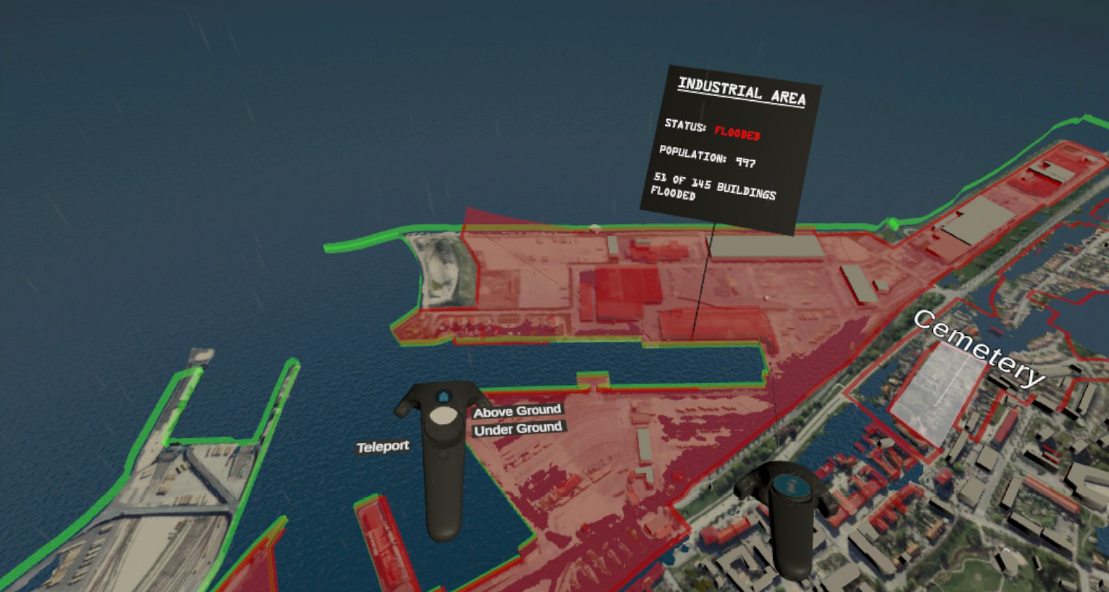 INDUSTRIAL AREA
STATUS: FLOODED
POPULATION: 997
51 OF 145 BUILDINGS
FLOODED
Cemetery
Above Ground
Under Ground
Teleport